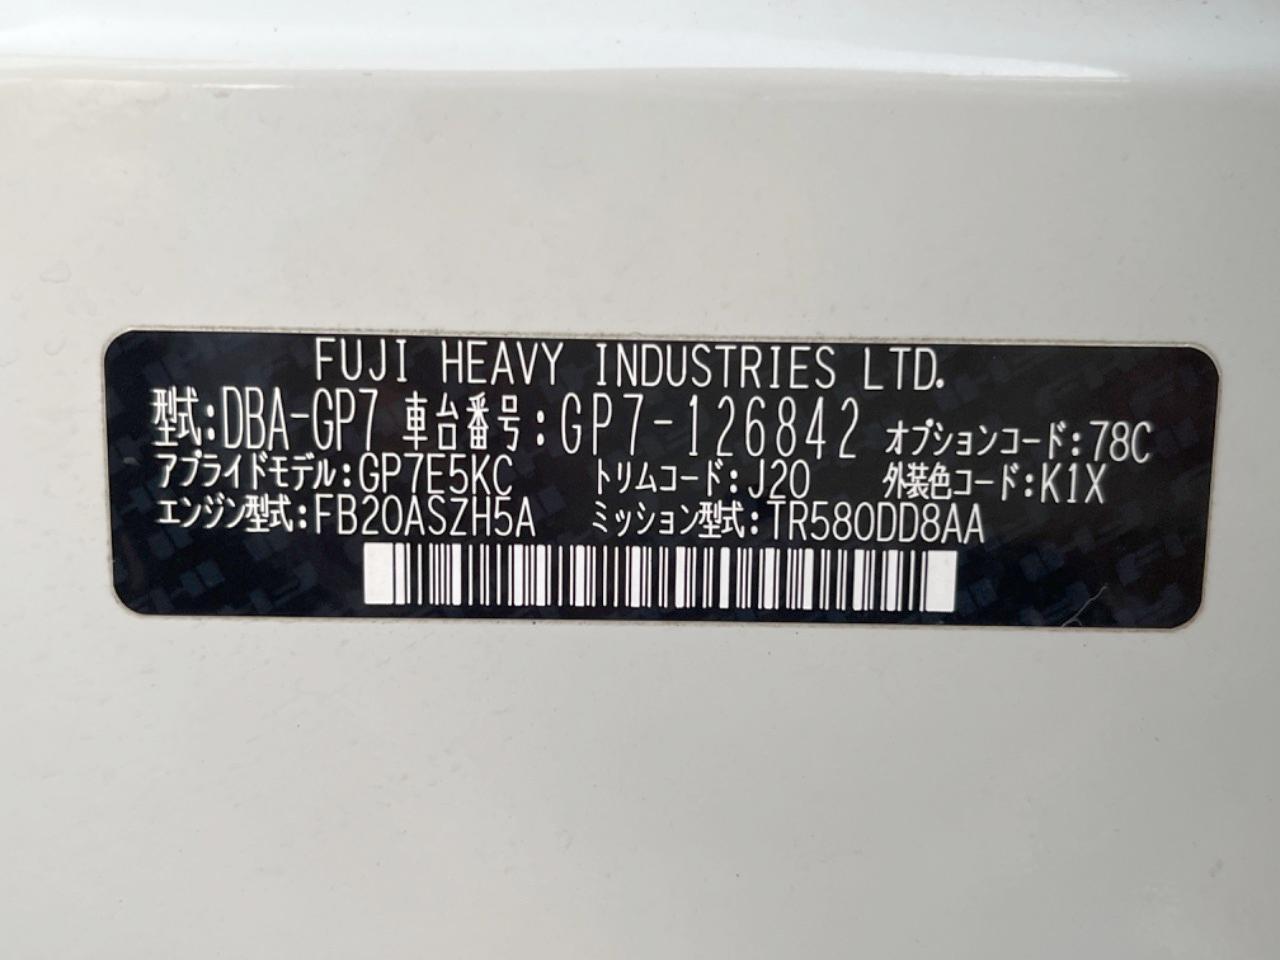 FUJI HEAVY INDUSTRIES LTD.
型式:DBA-GP7 車台番号:GP7-126842 オプションコード:78C
アプライドモデル:GP7E5KC トリムコード:J20 外装色コード:K1X
エンジン型式:FB20ASZH5A ミッション型式:TR580DD8AA